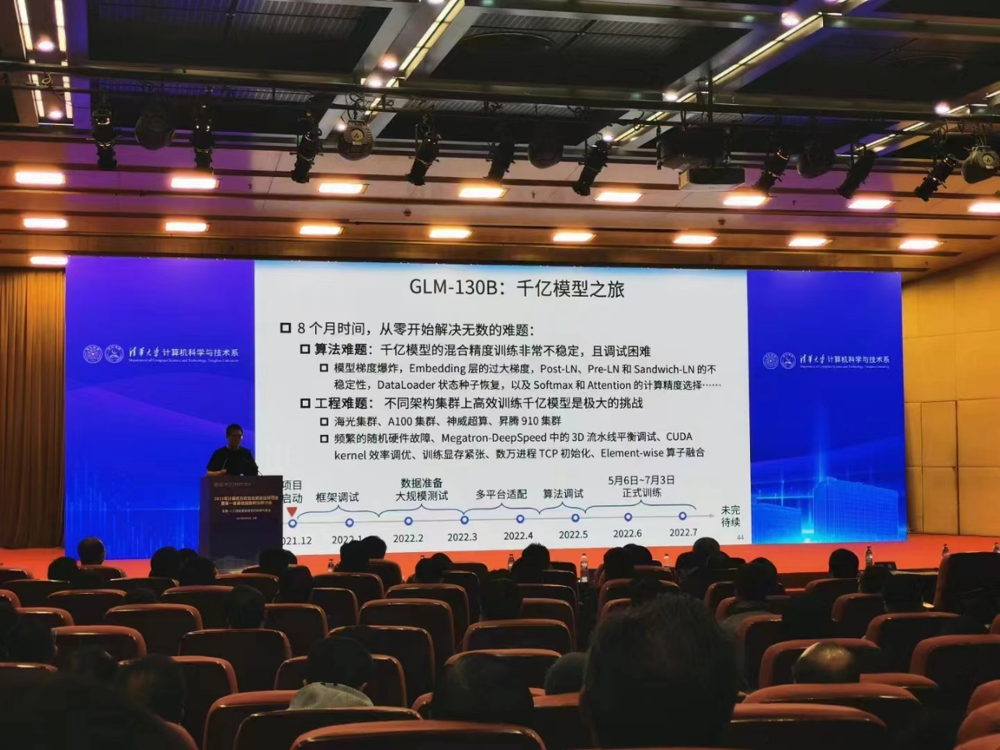 GLM-130B：千亿模型之旅
8 个月时间，从零开始解决无数的难题：
算法难题：千亿模型的混合精度训练非常不稳定，且调试困难
模型梯度爆炸，Embedding 层的过大梯度，Post-LN、Pre-LN 和 Sandwich-LN 的不
稳定性，DataLoader 状态种子恢复，以及 Softmax 和 Attention 的计算精度选择……
工程难题： 不同架构集群上高效训练千亿模型是极大的挑战
海光集群、A100 集群、神威超算、昇腾 910 集群
频繁的随机硬件故障、Megatron-DeepSpeed 中的 3D 流水线平衡调试、CUDA
kernel 效率调优、训练显存紧张、数万进程 TCP 初始化、Element-wise 算子融合
项目
启动
框架调试
数据准备
大规模测试
多平台适配
算法调试
5月6日~7月3日
正式训练
未完
待续
021.12
2022.1
2022.2
2022.3
2022.4
2022.5
2022.6
2022.7
44
清华大学 计算机科学与技术系
Department of Computer Science and Technology, Tsinghua University
清华大学 计算机科学与技术系
Department of Computer Science and Technology, Tsinghua University